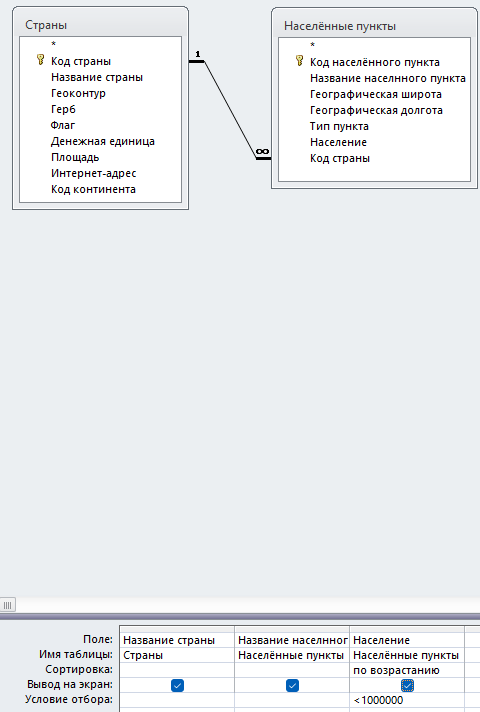 Страны
*
Код страны
Название страны
Геоконтур
Герб
Флаг
Денежная единица
Площадь
Интернет-адрес
Код континента
1
∞
Населённые пункты
*
Код населённого пункта
Название населнного пункта
Географическая широта
Географическая долгота
Тип пункта
Население
Код страны
Поле: Название страны Название населнног Население
Имя таблицы: Страны Населённые пункты Населённые пункты
Сортировка: по возрастанию
Вывод на экран:
Условие отбора: <1000000